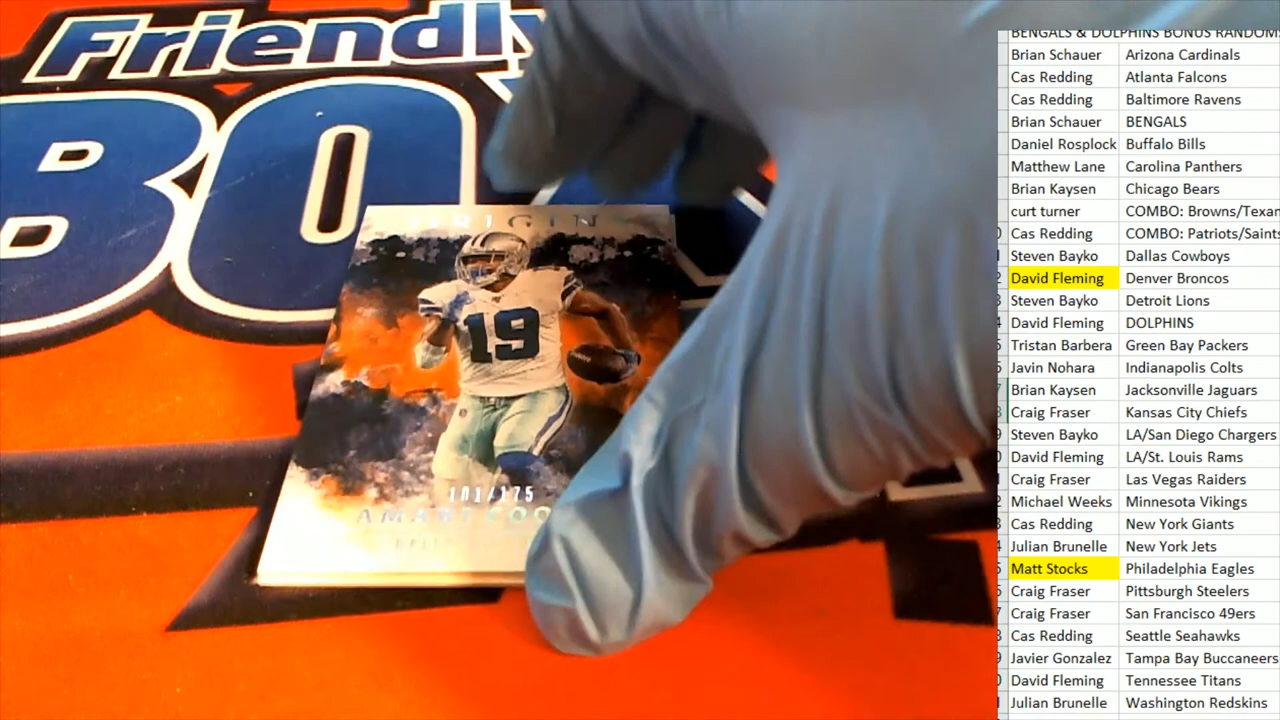 Friendly
BO
ORIGINS
19
101/175
AMARI COO
BENGALS & DOLPHINS BONUS RANDOM
Brian Schauer Arizona Cardinals
Cas Redding Atlanta Falcons
Cas Redding Baltimore Ravens
Brian Schauer BENGALS
Daniel Rosplock Buffalo Bills
Matthew Lane Carolina Panthers
Brian Kaysen Chicago Bears
curt turner COMBO: Browns/Texan
Cas Redding COMBO: Patriots/Saints
Steven Bayko Dallas Cowboys
David Fleming Denver Broncos
Steven Bayko Detroit Lions
David Fleming DOLPHINS
Tristan Barbera Green Bay Packers
Javin Nohara Indianapolis Colts
Brian Kaysen Jacksonville Jaguars
Craig Fraser Kansas City Chiefs
Steven Bayko LA/San Diego Chargers
David Fleming LA/St. Louis Rams
Craig Fraser Las Vegas Raiders
Michael Weeks Minnesota Vikings
Cas Redding New York Giants
Julian Brunelle New York Jets
Matt Stocks Philadelphia Eagles
Craig Fraser Pittsburgh Steelers
Craig Fraser San Francisco 49ers
Cas Redding Seattle Seahawks
Javier Gonzalez Tampa Bay Buccaneers
David Fleming Tennessee Titans
Julian Brunelle Washington Redskins